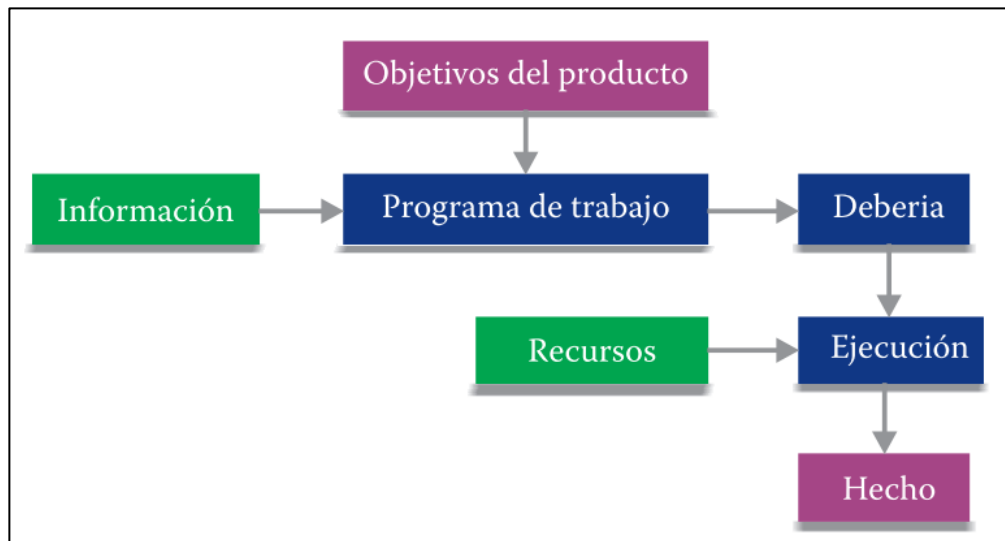 Objetivos del producto
Información
Programa de trabajo
Deberia
Recursos
Ejecución
Hecho